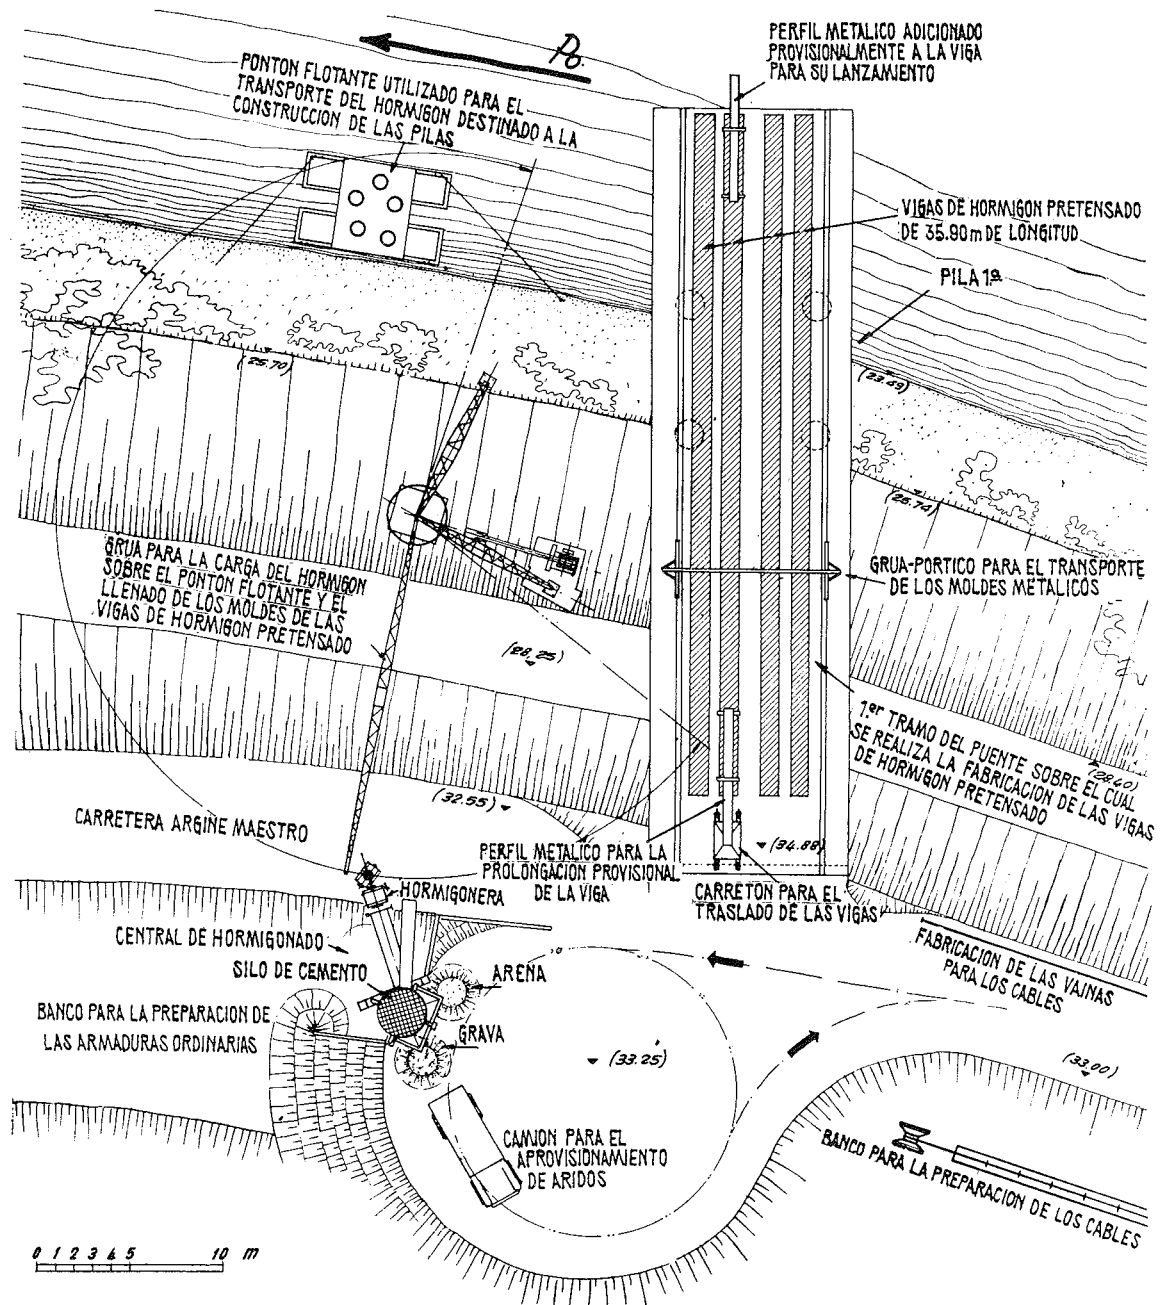 Po.
PERFIL METALICO ADICIONADO
PROVISIONALMENTE A LA VIGA
PARA SU LANZAMIENTO
PONTON FLOTANTE UTILIZADO PARA EL
TRANSPORTE DEL HORMIGON DESTINADO A LA
CONSTRUCCION DE LAS PILAS
VIGAS DE HORMIGON PRETENSADO
DE 35.90m DE LONGITUD
PILA 1ª
(25.70)
(23.49)
(25.74)
GRUA PARA LA CARGA DEL HORMIGON
SOBRE EL PONTON FLOTANTE Y EL
LLENADO DE LOS MOLDES DE LAS
VIGAS DE HORMIGON PRETENSADO
GRUA-PORTICO PARA EL TRANSPORTE
DE LOS MOLDES METALICOS
(28.25)
1.er TRAMO DEL PUENTE SOBRE EL CUAL
SE REALIZA LA FABRICACION DE LAS VIGAS
DE HORMIGON PRETENSADO
(28.40)
(32.55)
CARRETERA ARGINE MAESTRO
(34.88)
PERFIL METALICO PARA LA
PROLONGACION PROVISIONAL
DE LA VIGA
CARRETON PARA EL
TRASLADO DE LAS VIGAS
HORMIGONERA
CENTRAL DE HORMIGONADO
SILO DE CEMENTO
ARENA
FABRICACION DE LAS VAINAS
PARA LOS CABLES
BANCO PARA LA PREPARACION DE
LAS ARMADURAS ORDINARIAS
GRAVA
(33.25)
(33.00)
CAMION PARA EL
APROVISIONAMIENTO
DE ARIDOS
BANCO PARA LA PREPARACION DE LOS CABLES
0 1 2 3 4 5 10 m